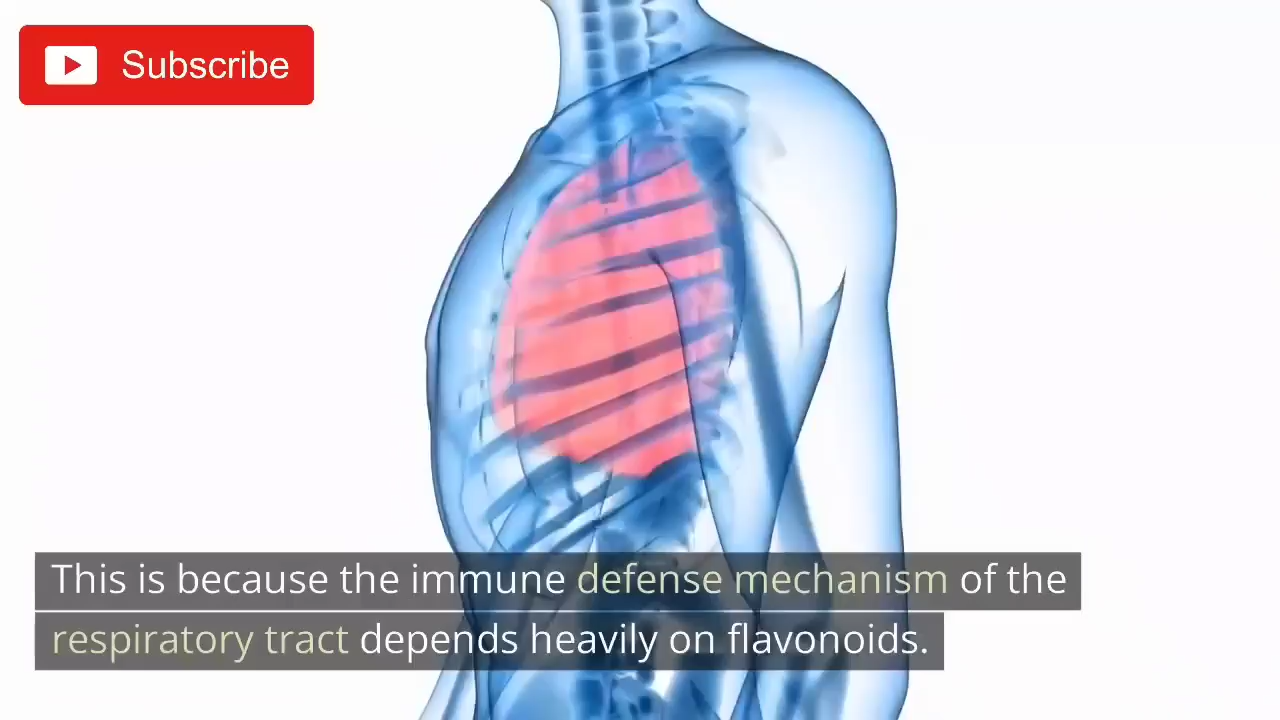 Subscribe
This is because the immune defense mechanism of the
respiratory tract depends heavily on flavonoids.